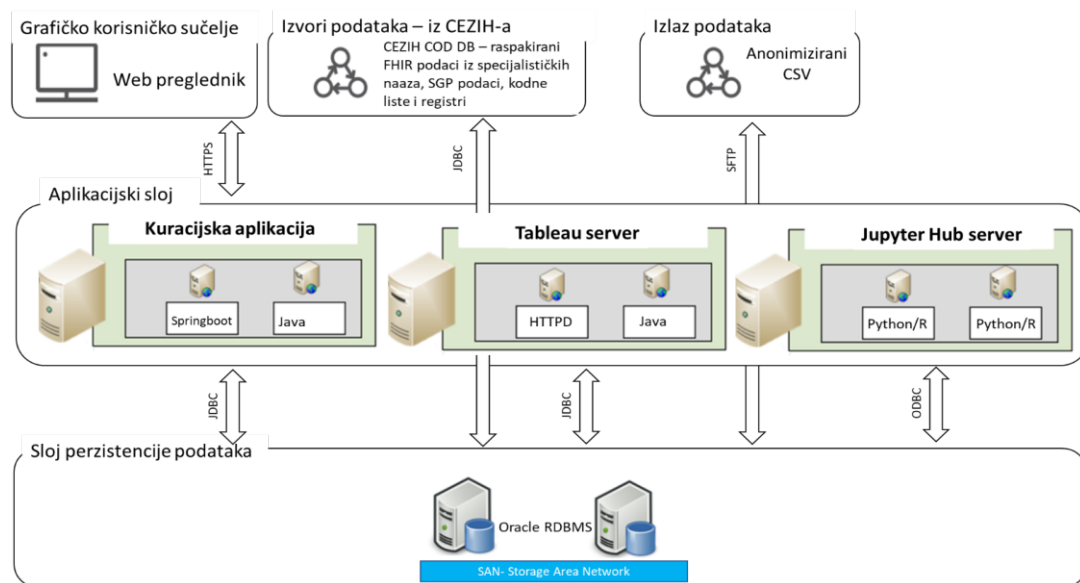 Grafičko korisničko sučelje
Web preglednik
Izvori podataka – iz CEZIH-a
CEZIH COD DB – raspakirani
FHIR podaci iz specijalističkih
naaza, SGP podaci, kodne
liste i registri
Izlaz podataka
Anonimizirani
CSV
HTTPS
JDBC
SFTP
Aplikacijski sloj
Kuracijska aplikacija
Springboot
Java
Tableau server
HTTPD
Java
Jupyter Hub server
Python/R
Python/R
JDBC
JDBC
ODBC
Sloj perzistencije podataka
Oracle RDBMS
SAN- Storage Area Network